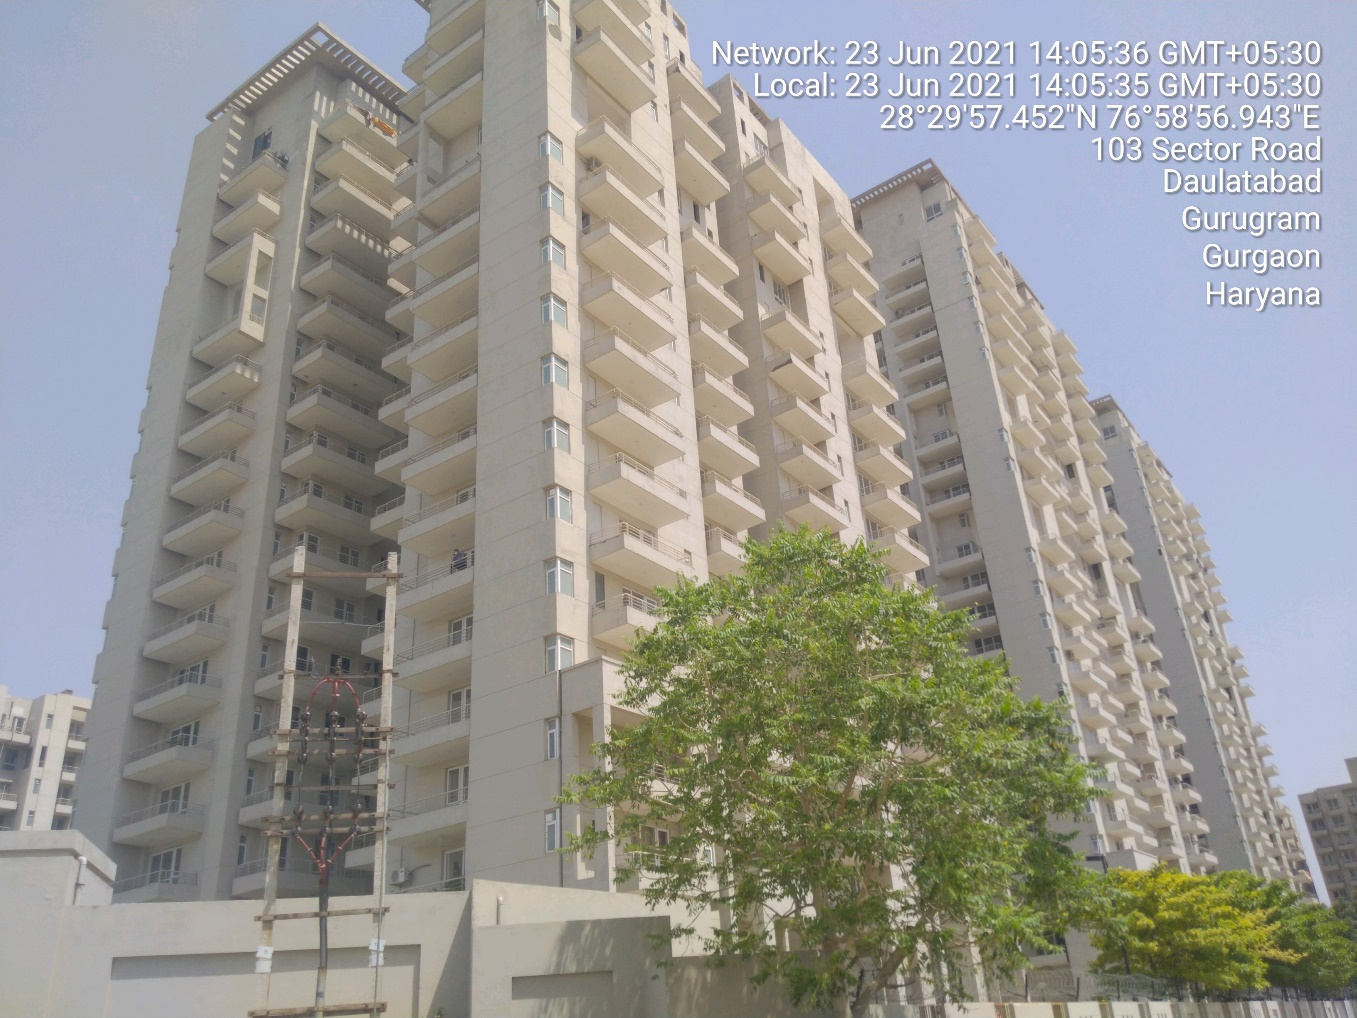 Network: 23 Jun 2021 14:05:36 GMT+05:30
Local: 23 Jun 2021 14:05:35 GMT+05:30
28°29'57.452"N 76°58'56.943"E
103 Sector Road
Daulatabad
Gurugram
Gurgaon
Haryana